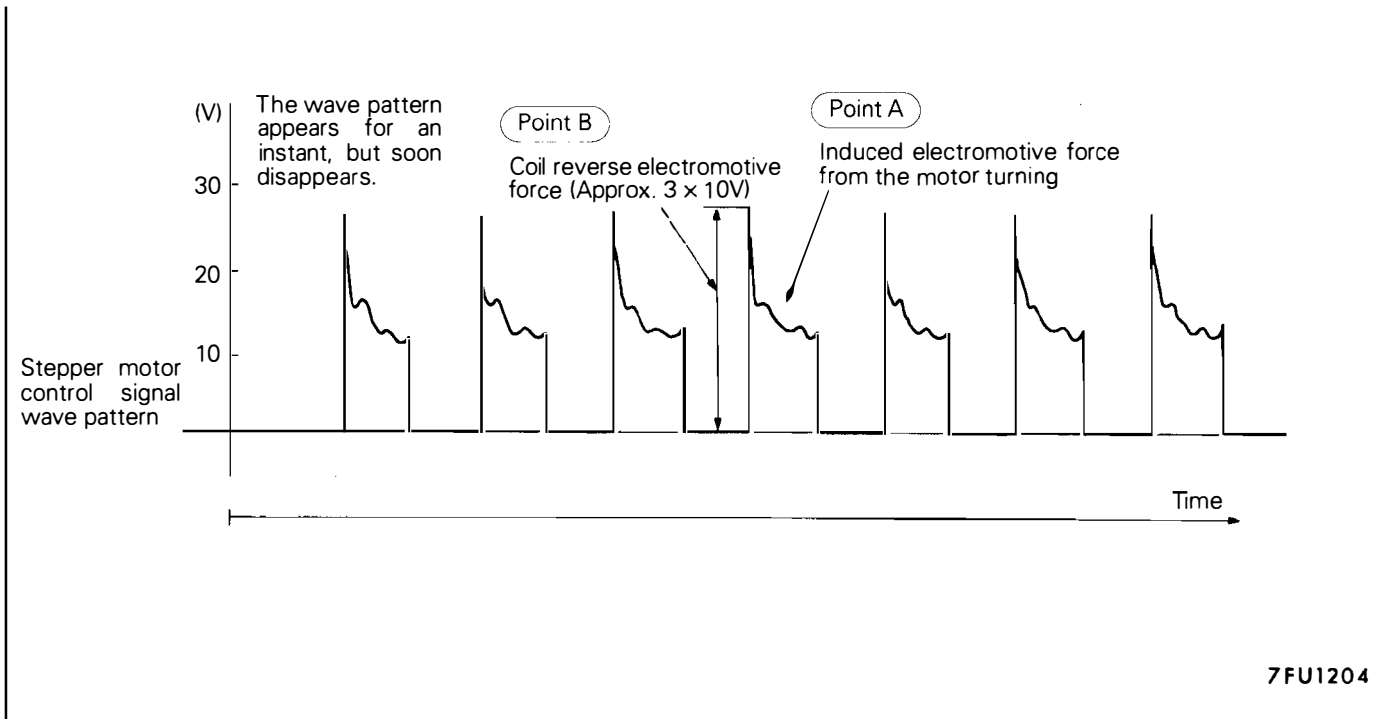 (V)
The wave pattern
appears for an
instant, but soon
disappears.
Point B
Coil reverse electromotive
force (Approx. 3 × 10V)
Point A
Induced electromotive force
from the motor turning
30
20
10
Stepper motor
control signal
wave pattern
Time
7FU1204